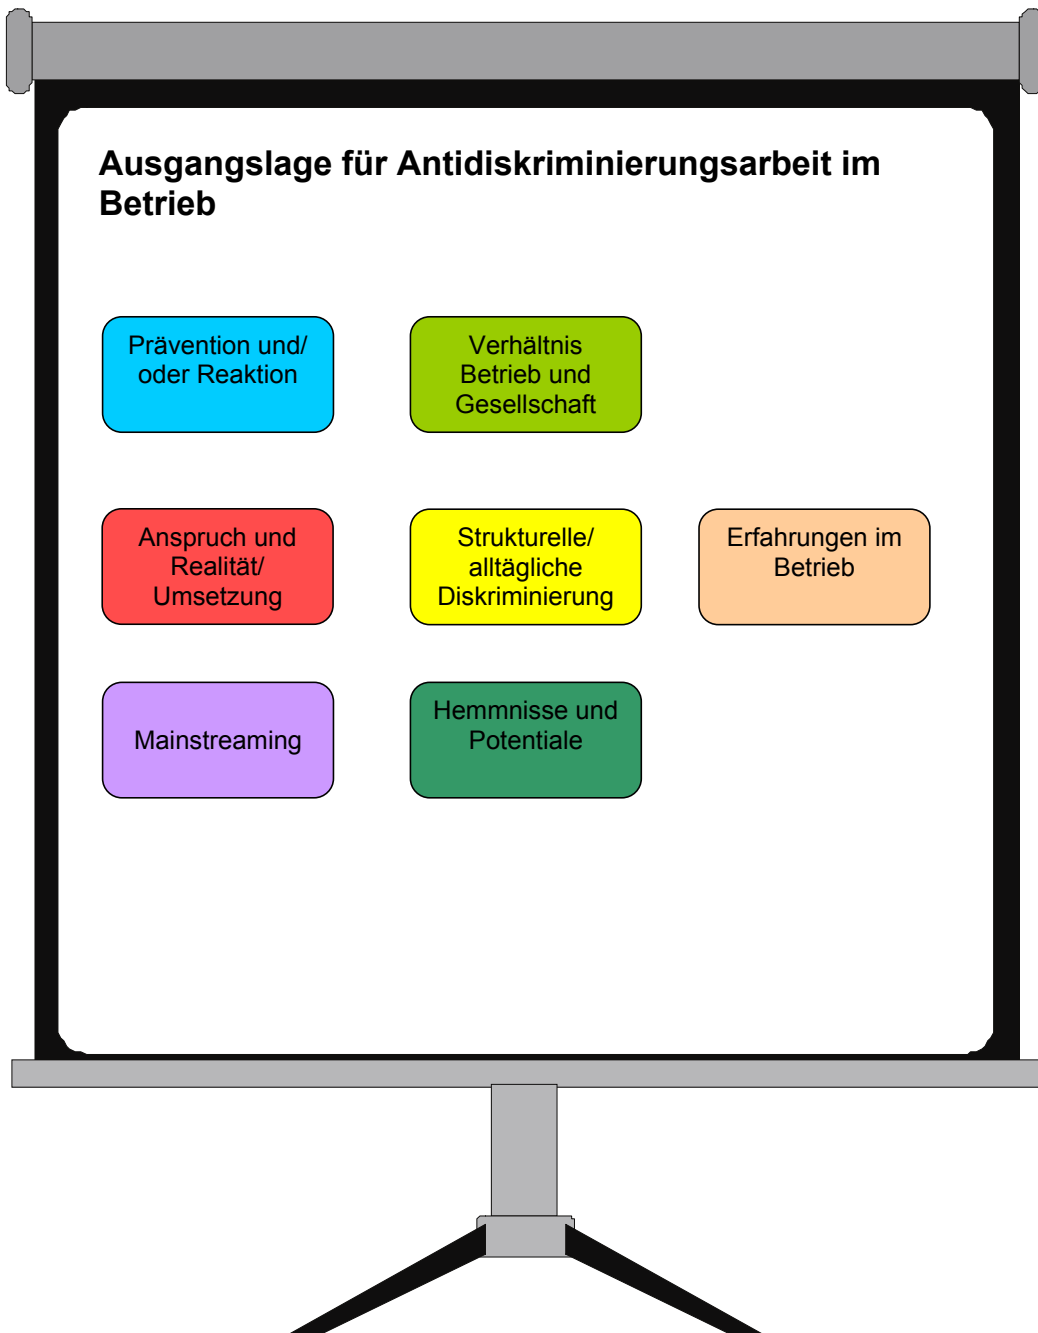 Ausgangslage für Antidiskriminierungsarbeit im
Betrieb
Prävention und/
oder Reaktion
Verhältnis
Betrieb und
Gesellschaft
Anspruch und
Realität/
Umsetzung
Strukturelle/
alltägliche
Diskriminierung
Erfahrungen im
Betrieb
Mainstreaming
Hemmnisse und
Potentiale